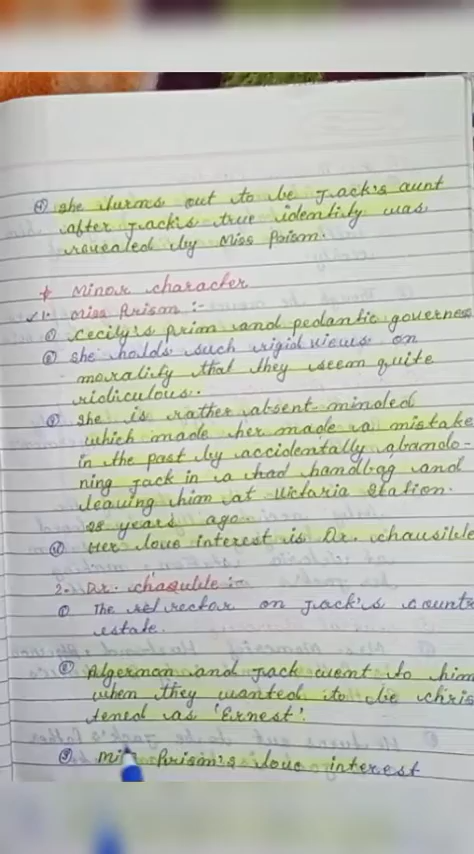 ④ she turns out to be Jack's aunt
after Jack's true identity was
revealed by Miss Prism.
* Minor character
1. Miss Prism :-
① Cecily's prim and pedantic governess
② she holds such rigid views on
morality that they seem quite
ridiculous.
③ she is rather absent-minded
which made her made a mistake
in the past by accidentally abando-
ning Jack in a had handbag and
leaving him at Victoria Station.
28 years ago.
④ Her love interest is Dr. chausible
2. Dr. chasuble :-
① The rector on Jack's countr
estate.
② Algernon and Jack went to him
when they wanted to be chris
tened as 'Ernest'.
③ Miss Prism's love interest